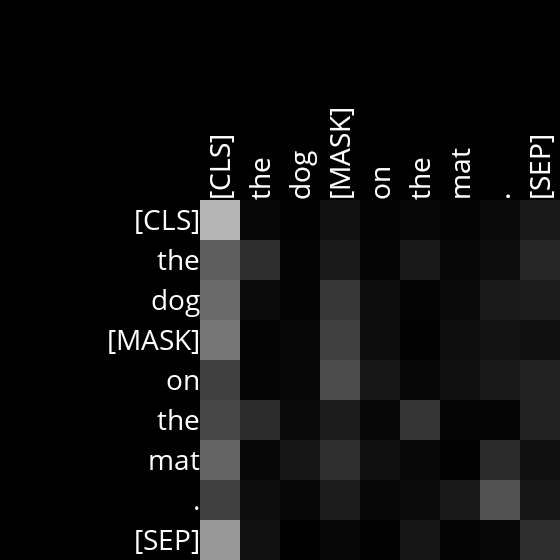 [CLS] the dog [MASK] on the mat . [SEP]
[CLS]
the
dog
[MASK]
on
the
mat
.
[SEP]